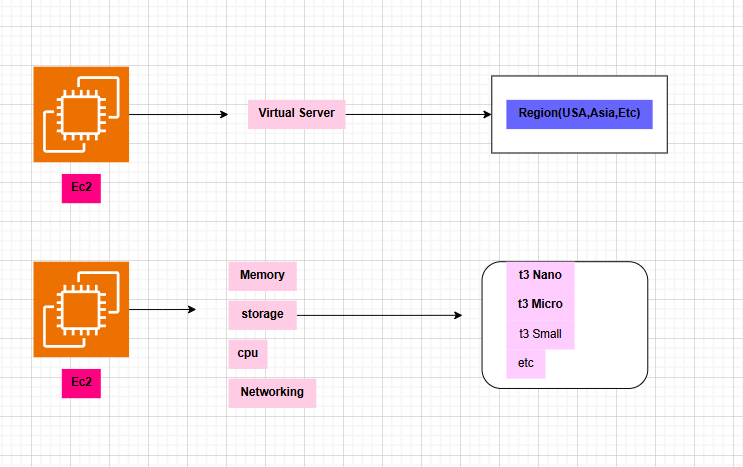 Virtual Server
Region(USA,Asia,Etc)
Ec2
Memory
storage
cpu
Networking
t3 Nano
t3 Micro
t3 Small
etc
Ec2